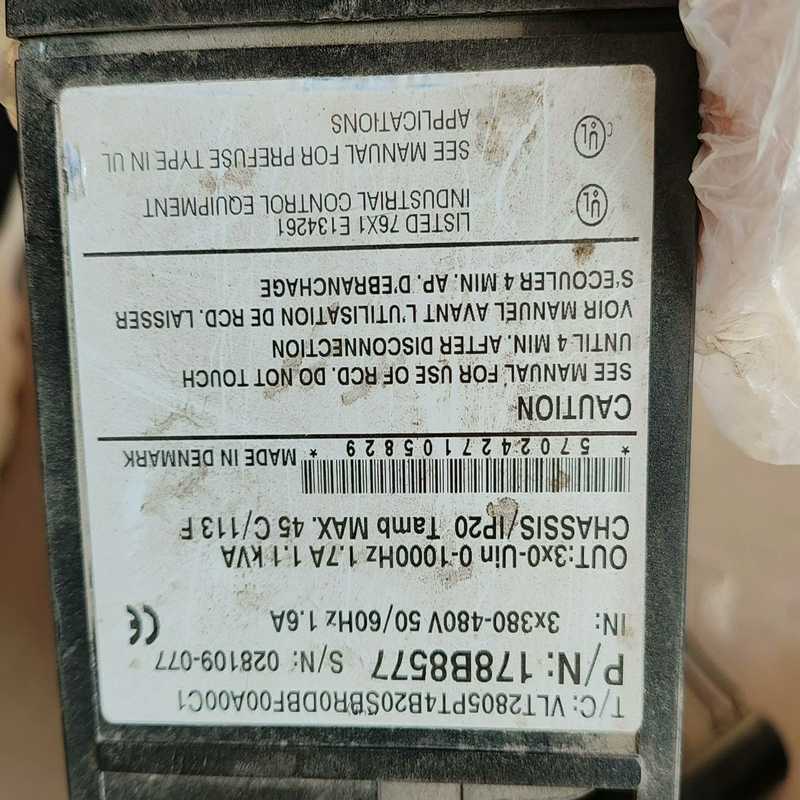 T/C: VLT2805PT4B20SBR0DBF00A00C1
P/N: 178B8577 S/N: 028109-077
IN: 3x380-480V 50/60Hz 1.6A
CE
OUT:3x0-Uin 0-1000Hz 1.7A 1.1 kVA
CHASSIS/IP20 Tamb MAX. 45 C/113 F
* 5702427105829 * MADE IN DENMARK
CAUTION
SEE MANUAL FOR USE OF RCD. DO NOT TOUCH
UNTIL 4 MIN. AFTER DISCONNECTION
VOIR MANUEL AVANT L'UTILISATION DE RCD. LAISSER
S'ECOULER 4 MIN. AP. D'EBRANCHAGE
UL LISTED 76X1 E134261
INDUSTRIAL CONTROL EQUIPMENT
C UL SEE MANUAL FOR PREFUSE TYPE IN UL
APPLICATIONS